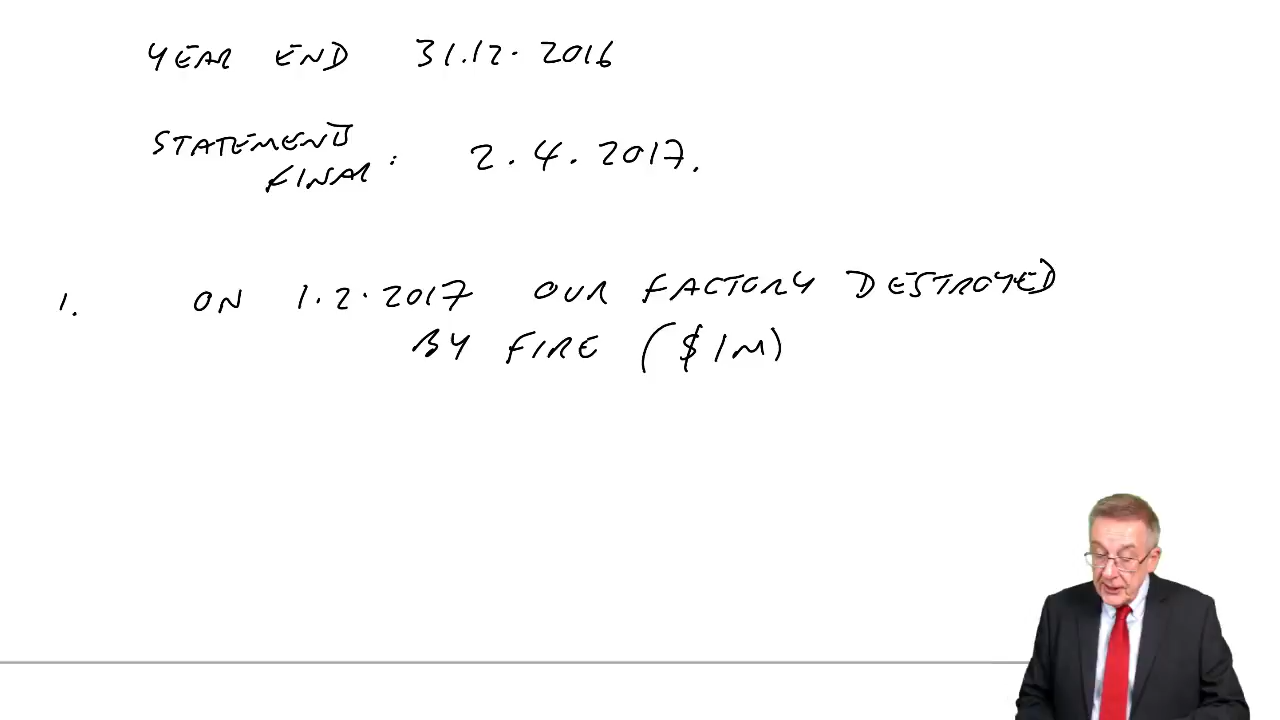 YEAR END 31.12.2016
STATEMENTS
FINAL : 2.4.2017.
1. ON 1.2.2017 OUR FACTORY DESTROYED
BY FIRE ($1M)